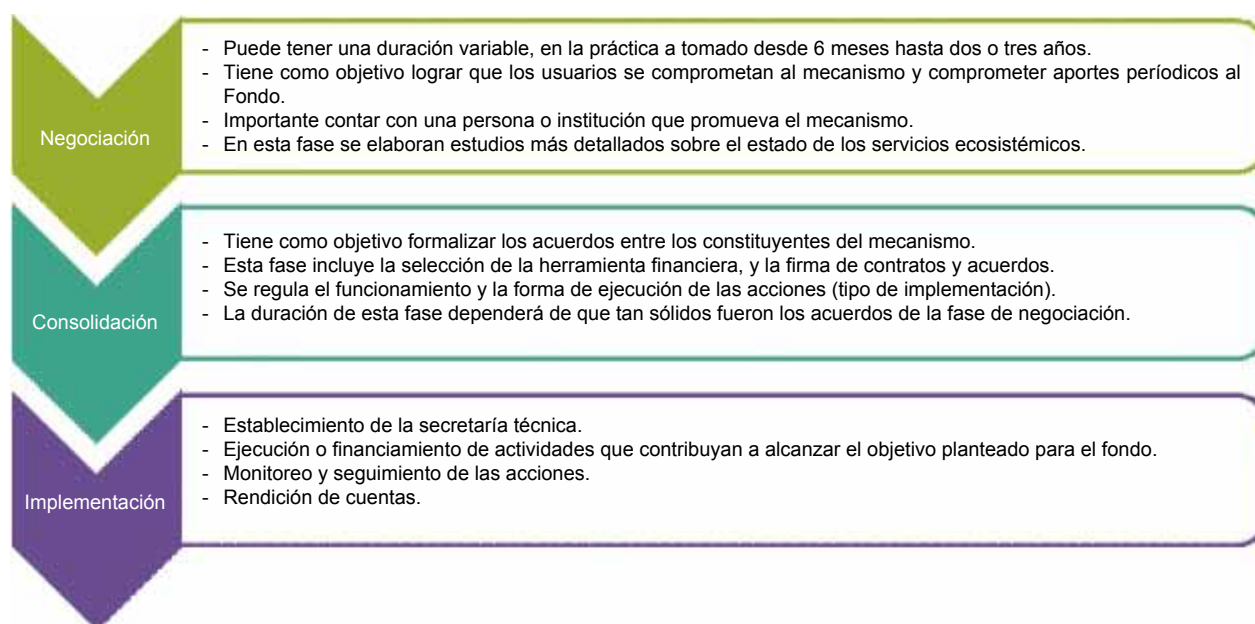 Negociación
- Puede tener una duración variable, en la práctica a tomado desde 6 meses hasta dos o tres años.
- Tiene como objetivo lograr que los usuarios se comprometan al mecanismo y comprometer aportes períodicos al
Fondo.
- Importante contar con una persona o institución que promueva el mecanismo.
- En esta fase se elaboran estudios más detallados sobre el estado de los servicios ecosistémicos.
Consolidación
- Tiene como objetivo formalizar los acuerdos entre los constituyentes del mecanismo.
- Esta fase incluye la selección de la herramienta financiera, y la firma de contratos y acuerdos.
- Se regula el funcionamiento y la forma de ejecución de las acciones (tipo de implementación).
- La duración de esta fase dependerá de que tan sólidos fueron los acuerdos de la fase de negociación.
Implementación
- Establecimiento de la secretaría técnica.
- Ejecución o financiamiento de actividades que contribuyan a alcanzar el objetivo planteado para el fondo.
- Monitoreo y seguimiento de las acciones.
- Rendición de cuentas.